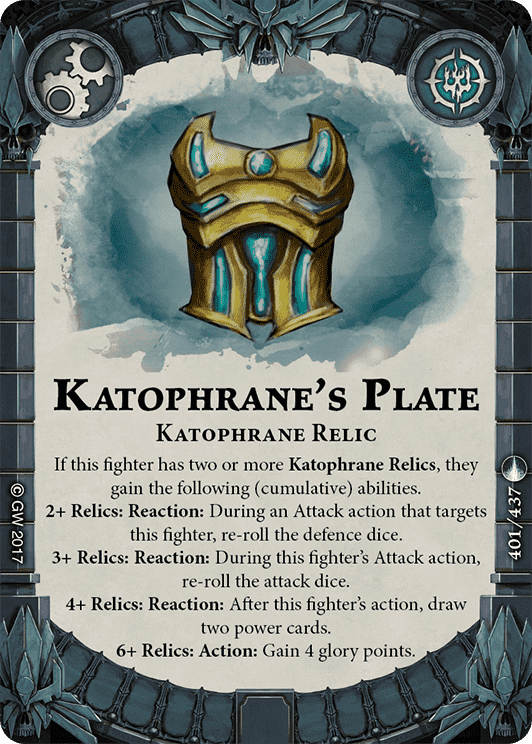 KATOPHRANE'S PLATE
KATOPHRANE RELIC
If this fighter has two or more Katophrane Relics, they
gain the following (cumulative) abilities.
2+ Relics: Reaction: During an Attack action that targets
this fighter, re-roll the defence dice.
3+ Relics: Reaction: During this fighter's Attack action,
re-roll the attack dice.
4+ Relics: Reaction: After this fighter's action, draw
two power cards.
6+ Relics: Action: Gain 4 glory points.
© GW 2017
401/437